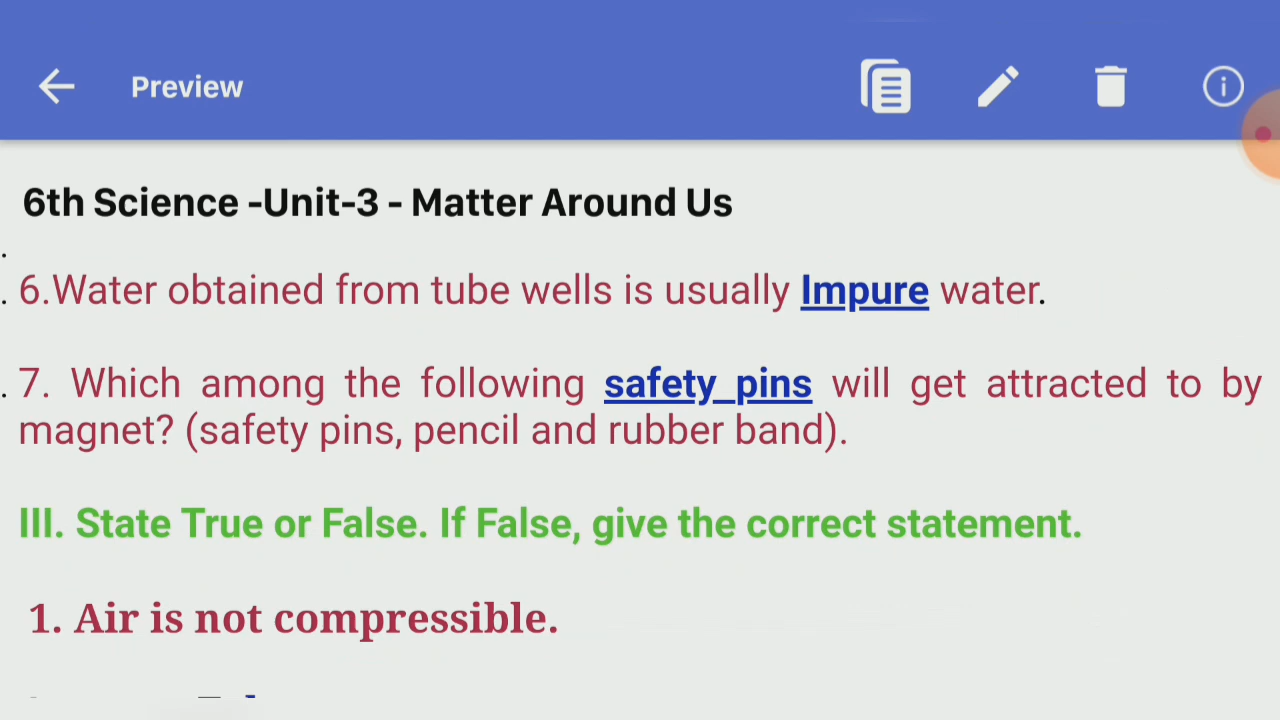 Preview
6th Science -Unit-3 - Matter Around Us
.
. 6.Water obtained from tube wells is usually Impure water.
. 7. Which among the following safety pins will get attracted to by
magnet? (safety pins, pencil and rubber band).
III. State True or False. If False, give the correct statement.
1. Air is not compressible.